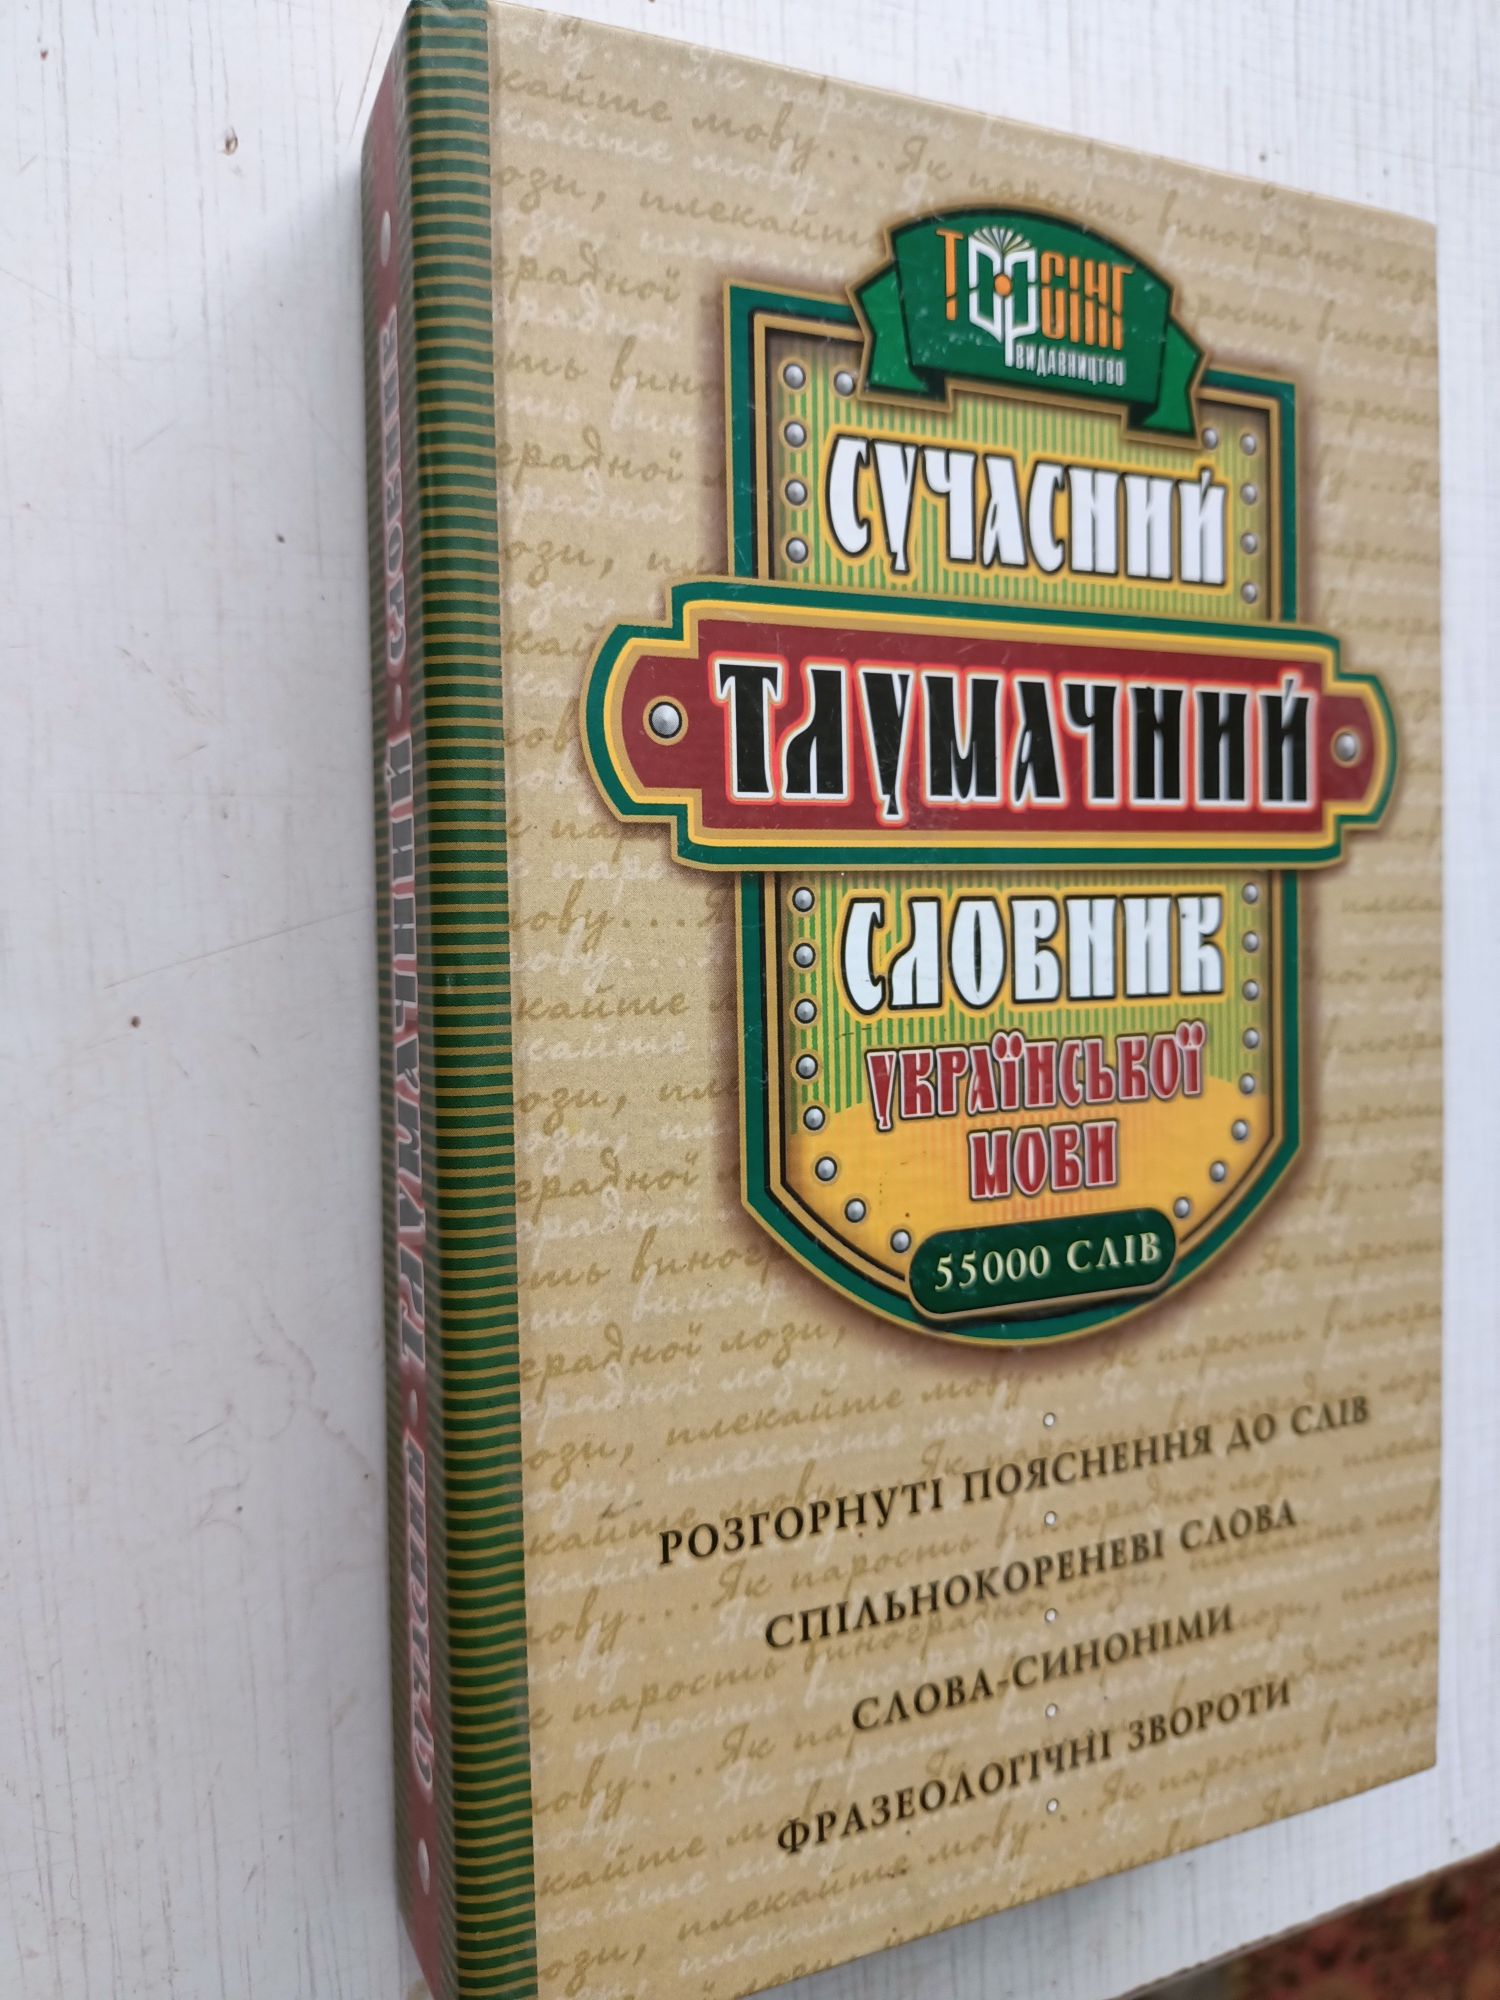 ТОРСІНГ
ВИДАВНИЦТВО
СУЧАСНИЙ
ТЛУМАЧНИЙ
СЛОВНИК
УКРАЇНСЬКОЇ
МОВИ
55000 СЛІВ
РОЗГОРНУТІ ПОЯСНЕННЯ ДО СЛІВ
СПІЛЬНОКОРЕНЕВІ СЛОВА
СЛОВА-СИНОНІМИ
ФРАЗЕОЛОГІЧНІ ЗВОРОТИ
ТЛУМАЧНИЙ · СЛОВНИК